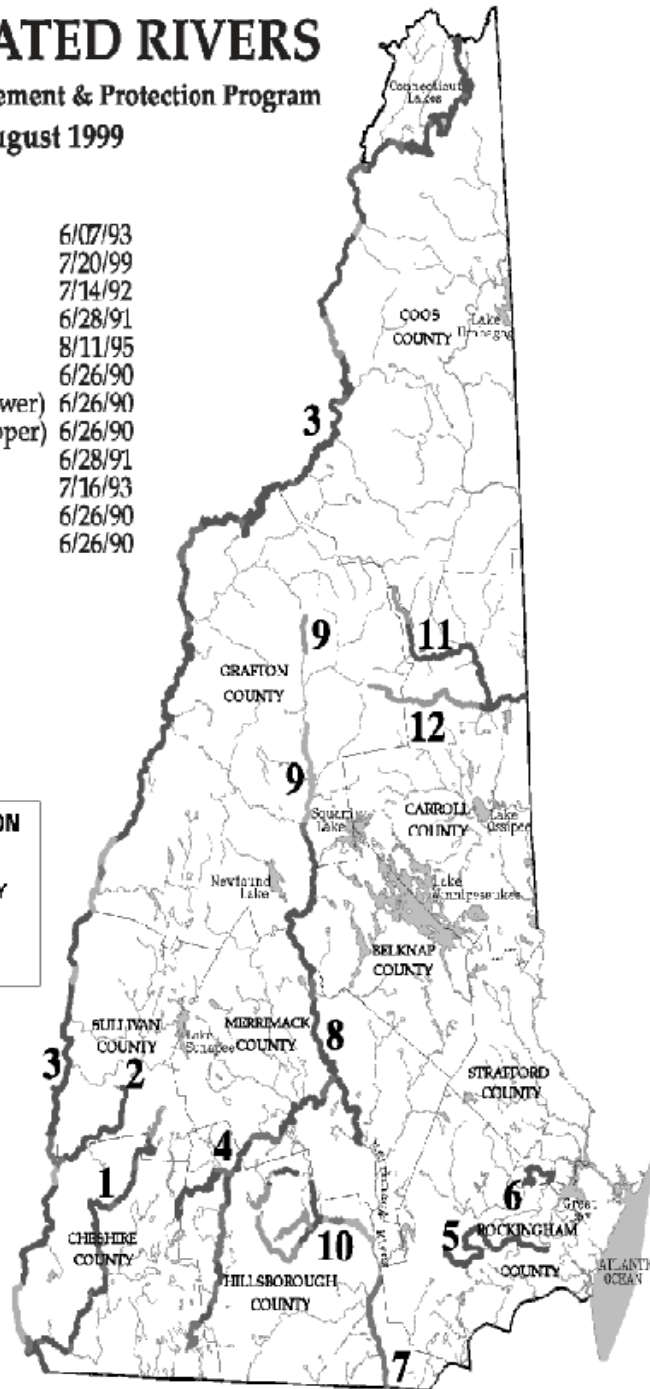 ATED RIVERS
ement & Protection Program
ugust 1999
6/07/93
7/20/99
7/14/92
6/28/91
8/11/95
6/26/90
wer) 6/26/90
pper) 6/26/90
6/28/91
7/16/93
6/26/90
6/26/90
ON
Y
Connecticut
Lakes
COOS
COUNTY
Lake
Umbagog
3
9
11
GRAFTON
COUNTY
12
9
Squam
Lake
CARROLL
COUNTY
Lake
Ossipee
Newfound
Lake
Lake
Winnipesaukee
BELKNAP
COUNTY
SULLIVAN
COUNTY
Lake
Sunapee
MERRIMACK
COUNTY
8
3
2
STRAFFORD
COUNTY
4
1
6
Great
Bay
CHESHIRE
COUNTY
10
5
ROCKINGHAM
COUNTY
HILLSBOROUGH
COUNTY
ATLANTIC
OCEAN
7